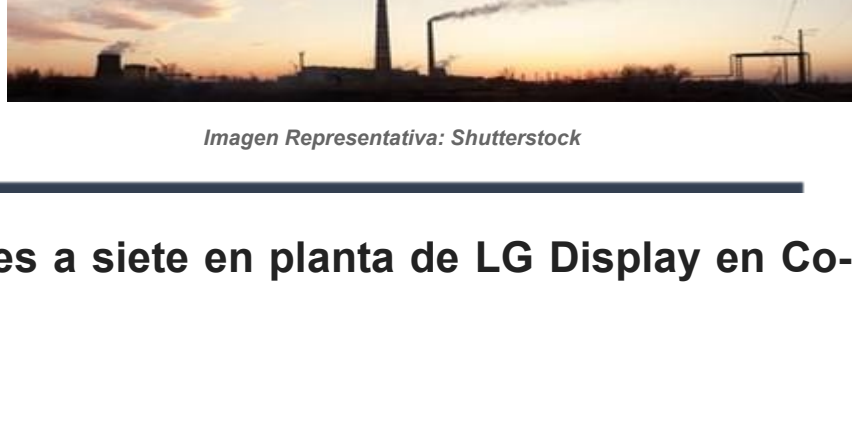 Imagen Representativa: Shutterstock
es a siete en planta de LG Display en Co-